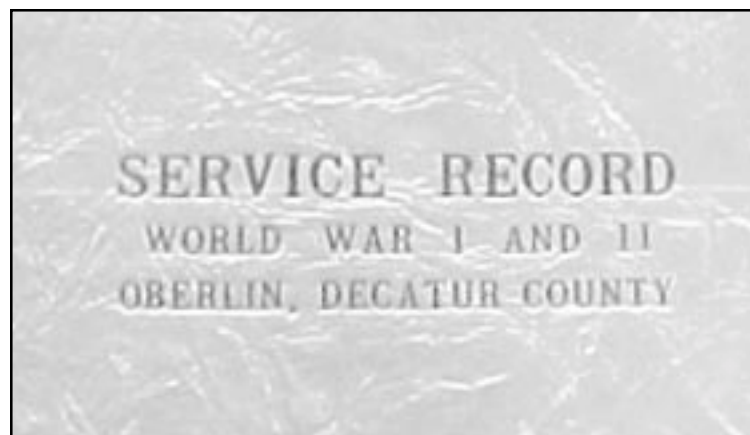 SERVICE RECORD
WORLD WAR I AND II
OBERLIN, DECATUR COUNTY